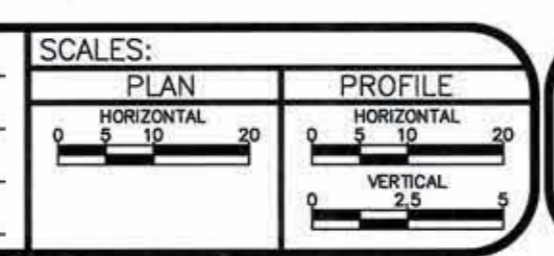 SCALES:
PLAN
HORIZONTAL
0 5 10 20
PROFILE
HORIZONTAL
0 5 10 20
VERTICAL
0 2.5 5